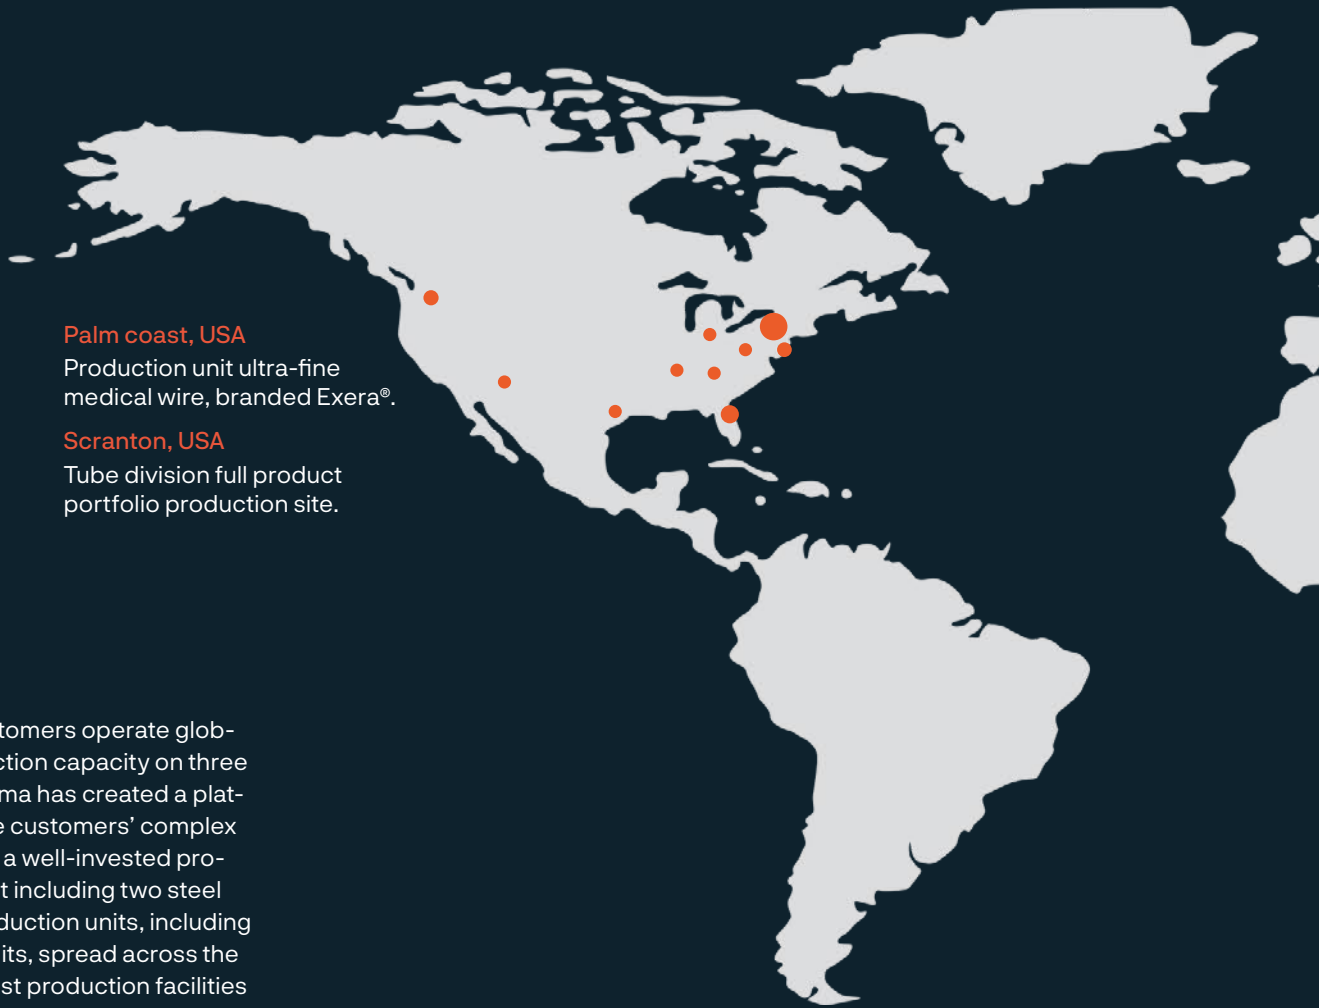 Palm coast, USA
Production unit ultra-fine
medical wire, branded Exera®.
Scranton, USA
Tube division full product
portfolio production site.
tomers operate glob-
ction capacity on three
ma has created a plat-
e customers’ complex
a well-invested pro-
t including two steel
duction units, including
its, spread across the
st production facilities